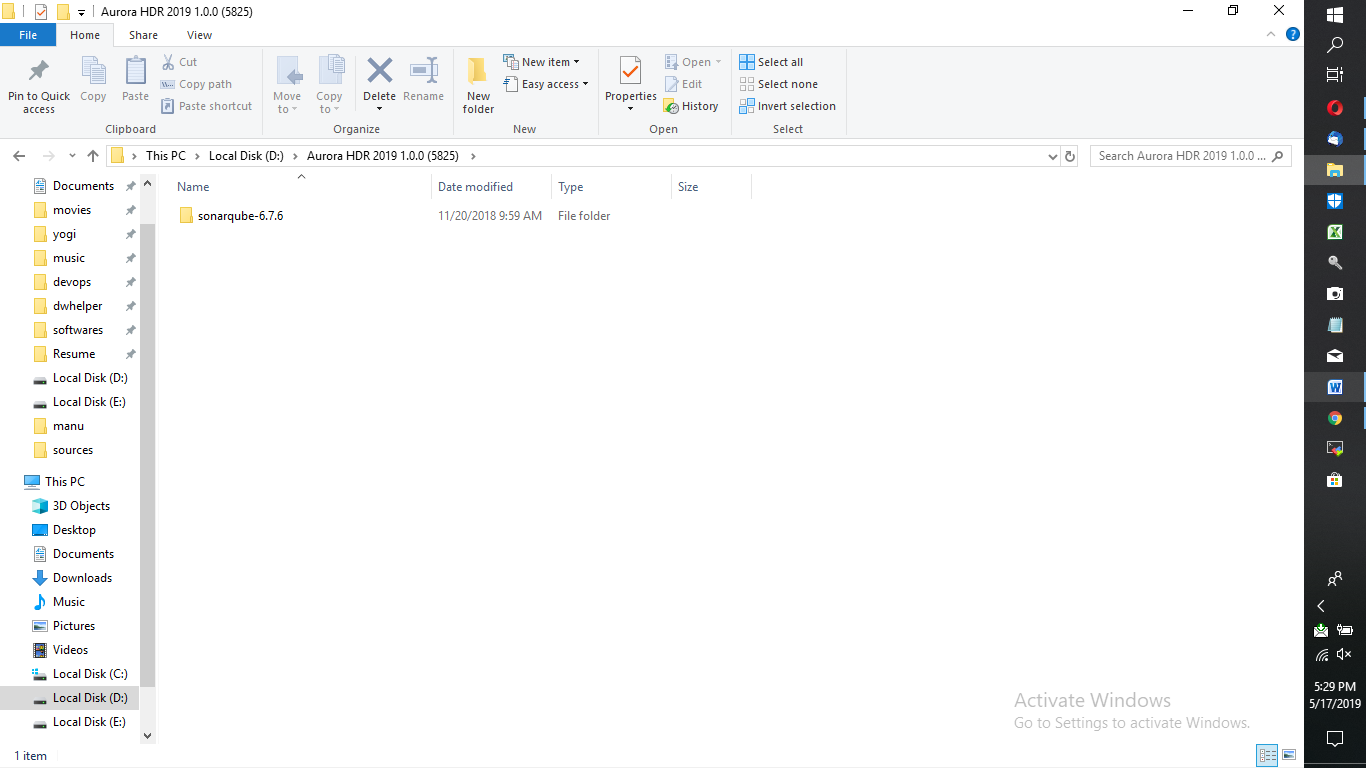 Aurora HDR 2019 1.0.0 (5825)
File Home Share View
Pin to Quick access
Copy
Paste
Cut
Copy path
Paste shortcut
Clipboard
Move to
Copy to
Delete
Rename
Organize
New folder
New item
Easy access
New
Properties
Open
Edit
History
Open
Select all
Select none
Invert selection
Select
This PC Local Disk (D:) Aurora HDR 2019 1.0.0 (5825)
Search Aurora HDR 2019 1.0.0 ...
Documents
movies
yogi
music
devops
dwhelper
softwares
Resume
Local Disk (D:)
Local Disk (E:)
manu
sources
This PC
3D Objects
Desktop
Documents
Downloads
Music
Pictures
Videos
Local Disk (C:)
Local Disk (D:)
Local Disk (E:)
Name Date modified Type Size
sonarqube-6.7.6 11/20/2018 9:59 AM File folder
Activate Windows
Go to Settings to activate Windows.
1 item
5:29 PM
5/17/2019